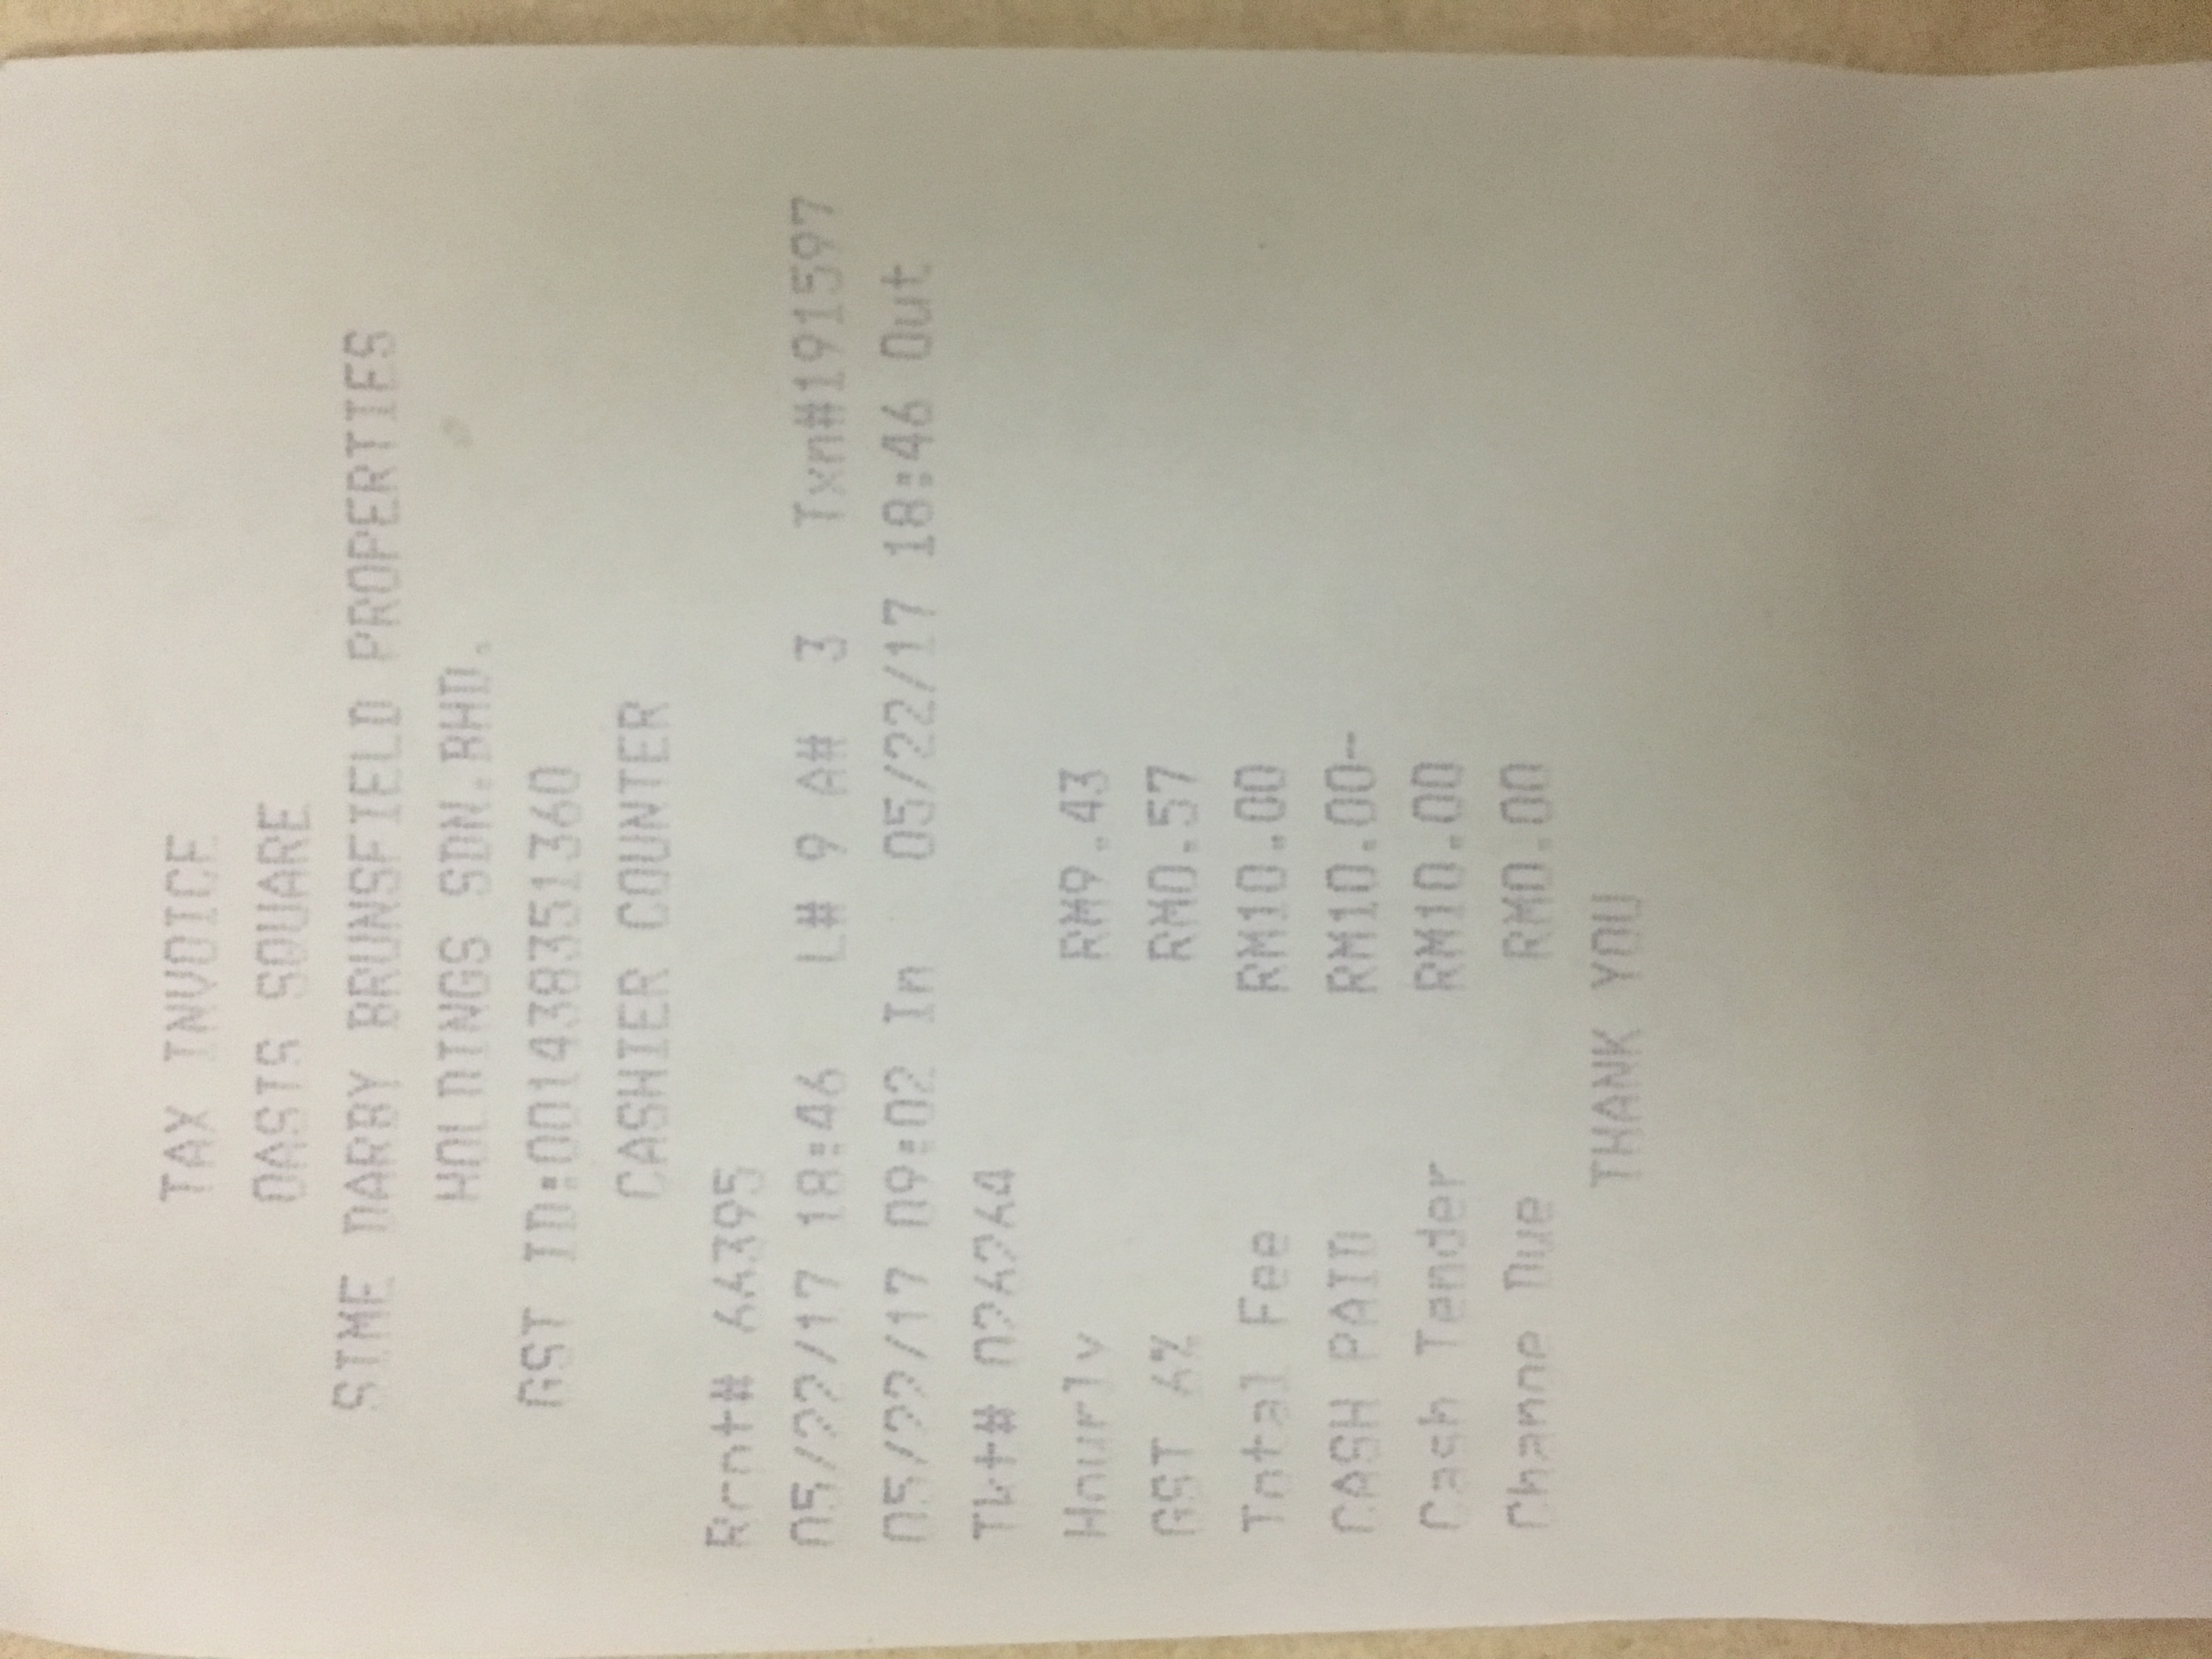 TAX INVOICE
OASIS SQUARE
SIME DARBY BRUNSFIELD PROPERTIES
HOLDINGS SDN.BHD.
GST ID:001438351360
CASHIER COUNTER
Rcpt# 66395
05/22/17 18:46 L# 9 A# 3 Txn#191597
05/22/17 09:02 In 05/22/17 18:46 Out
Tkt# 026264
Hourly RM9.43
GST 6% RM0.57
Total Fee RM10.00
CASH PAID RM10.00-
Cash Tender RM10.00
Change Due RM0.00
THANK YOU